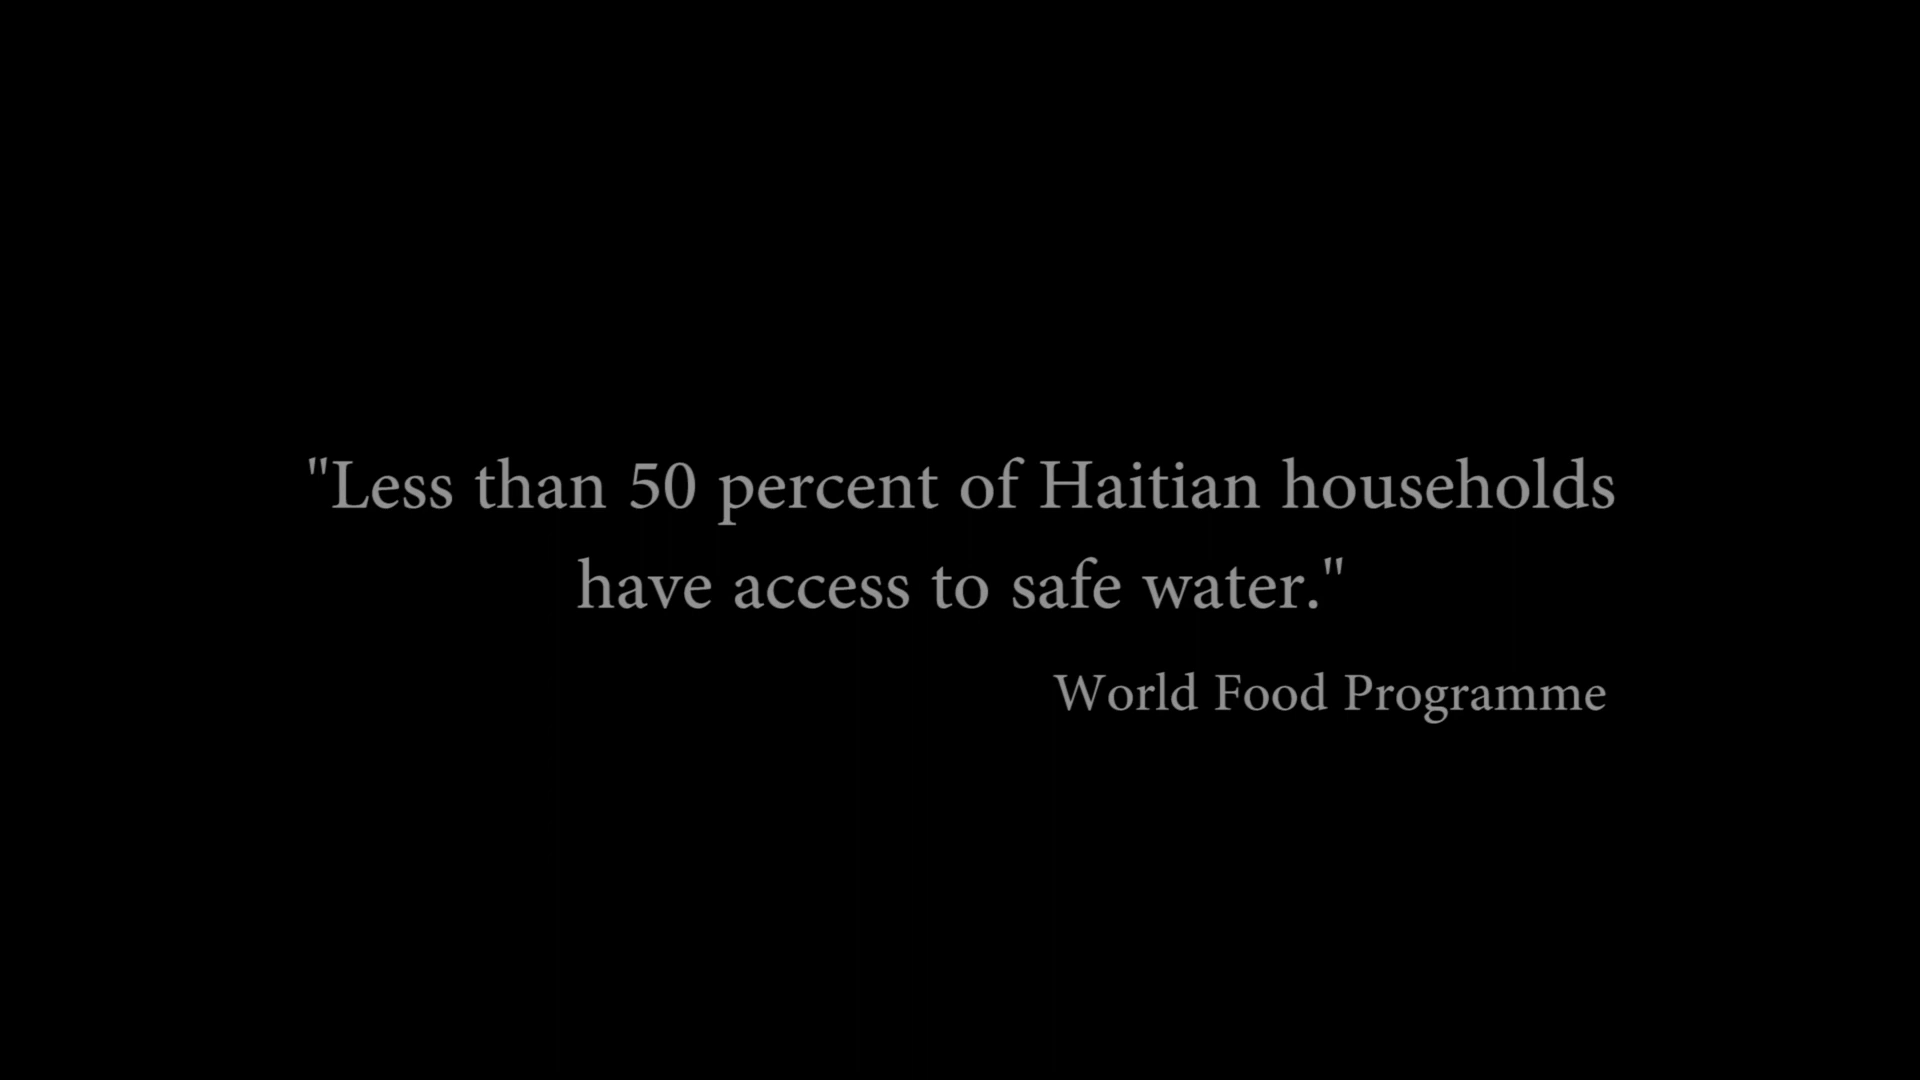 "Less than 50 percent of Haitian households
have access to safe water."
World Food Programme